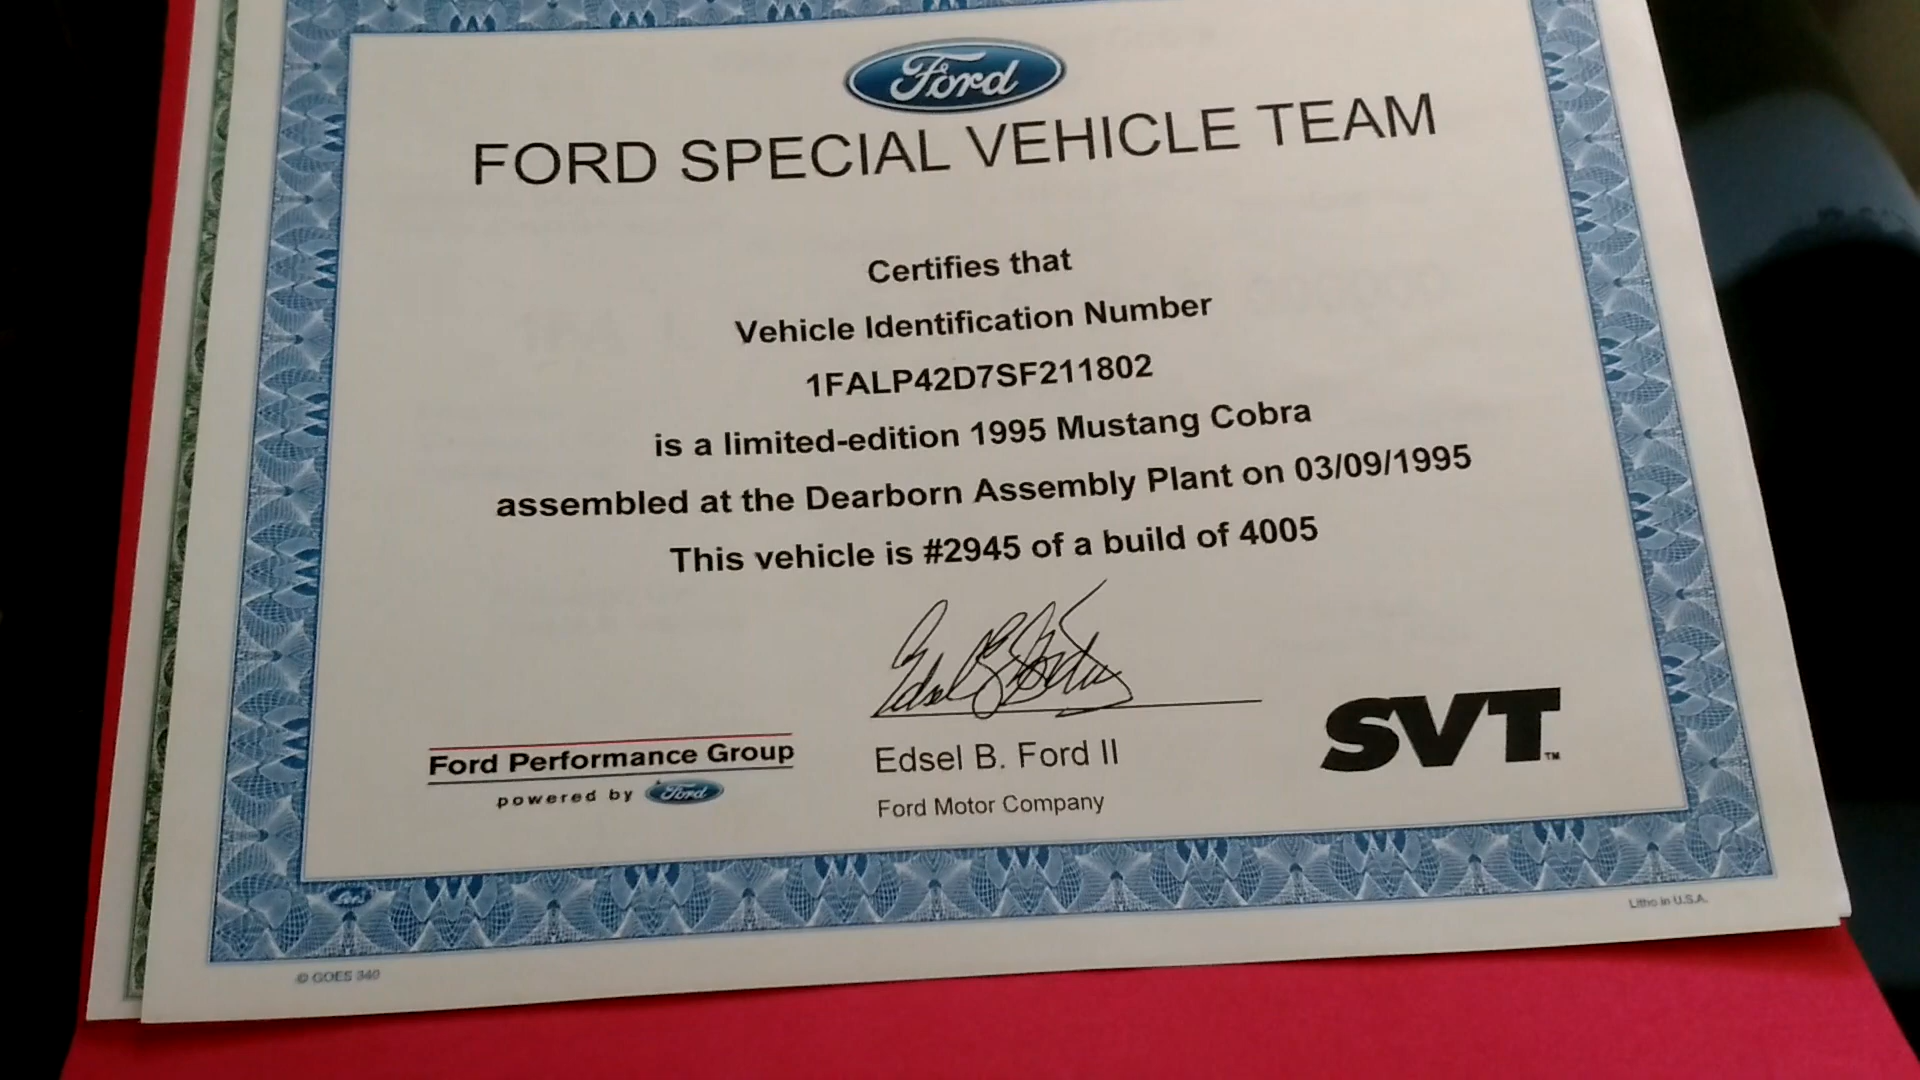 Ford
FORD SPECIAL VEHICLE TEAM
Certifies that
Vehicle Identification Number
1FALP42D7SF211802
is a limited-edition 1995 Mustang Cobra
assembled at the Dearborn Assembly Plant on 03/09/1995
This vehicle is #2945 of a build of 4005
Ford Performance Group
powered by Ford
Edsel B. Ford II
Ford Motor Company
SVT™
Litho in U.S.A.
© GOES 340